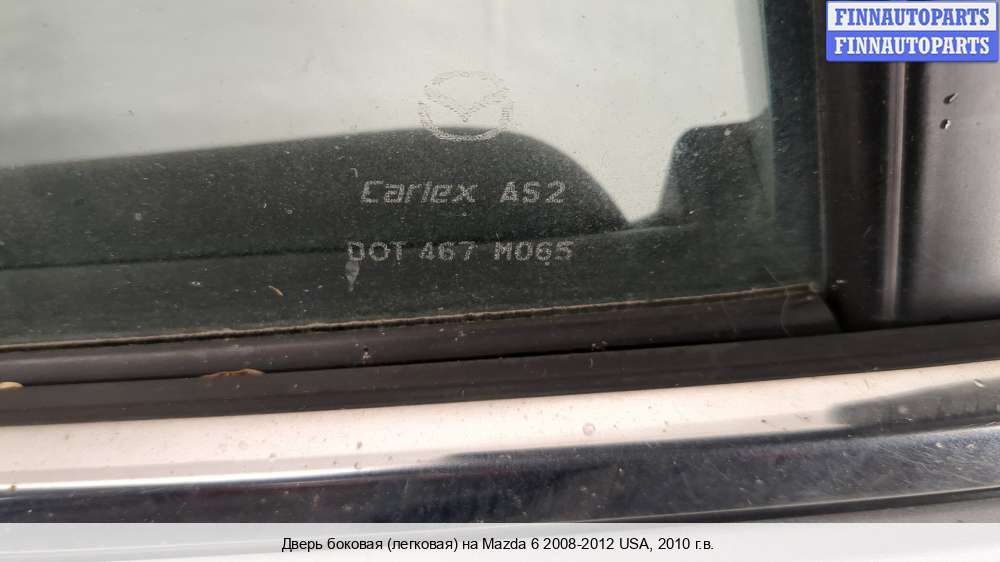 FINNAUTOPARTS
FINNAUTOPARTS
Carlex AS2
DOT 467 M065
Дверь боковая (легковая) на Mazda 6 2008-2012 USA, 2010 г.в.